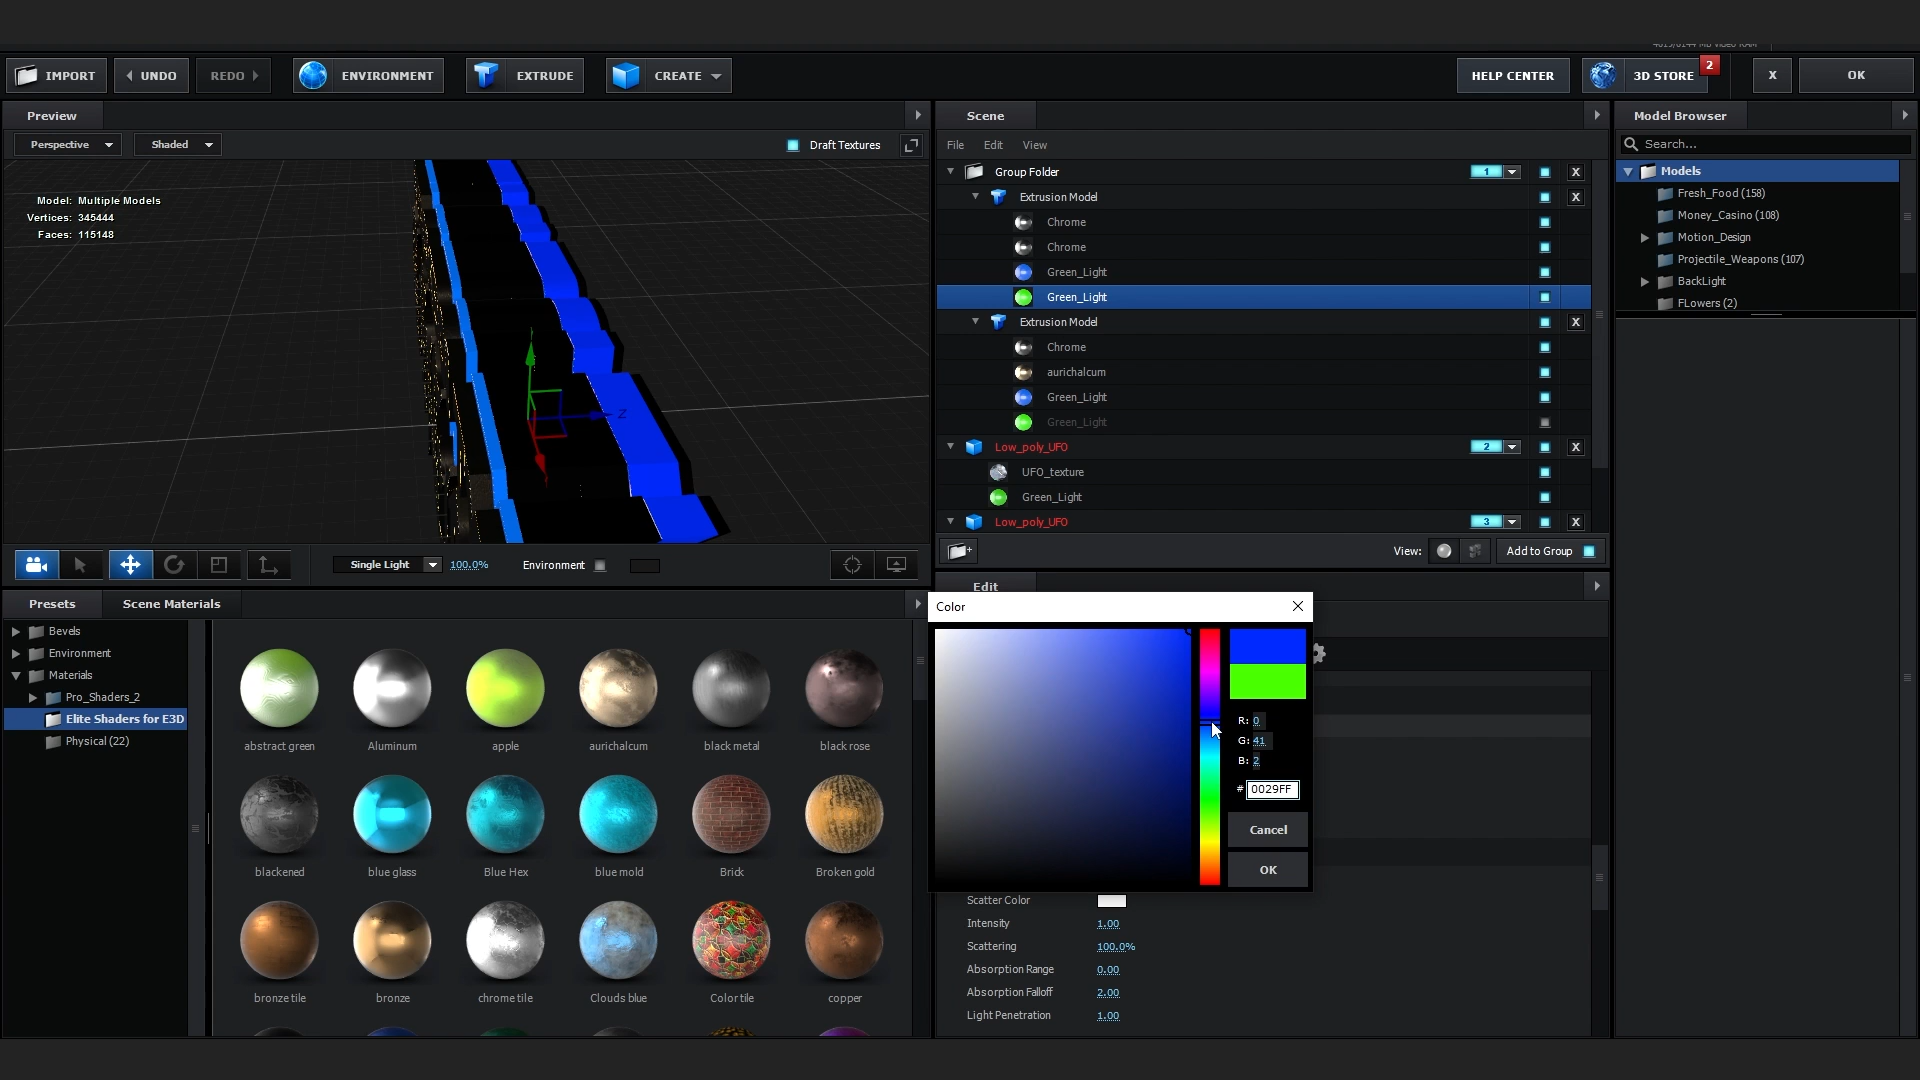 IMPORT
UNDO
REDO
ENVIRONMENT
EXTRUDE
CREATE
HELP CENTER
3D STORE
2
X
OK
Preview
Perspective
Shaded
Draft Textures
Model: Multiple Models
Vertices: 345444
Faces: 115148
Z
Single Light
100.0%
Environment
Scene
File
Edit
View
Group Folder
1
X
Extrusion Model
X
Chrome
Chrome
Green_Light
Green_Light
Extrusion Model
X
Chrome
aurichalcum
Green_Light
Green_Light
Low_poly_UFO
2
X
UFO_texture
Green_Light
Low_poly_UFO
3
X
View:
Add to Group
Model Browser
Search...
Models
Fresh_Food (158)
Money_Casino (108)
Motion_Design
Projectile_Weapons (107)
BackLight
FLowers (2)
Presets
Scene Materials
Bevels
Environment
Materials
Pro_Shaders_2
Elite Shaders for E3D
Physical (22)
abstract green
Aluminum
apple
aurichalcum
black metal
black rose
blackened
blue glass
Blue Hex
blue mold
Brick
Broken gold
bronze tile
bronze
chrome tile
Clouds blue
Color tile
copper
Edit
Color
R: 0
G: 41
B: 2
# 0029FF
Cancel
OK
Scatter Color
Intensity
1.00
Scattering
100.0%
Absorption Range
0.00
Absorption Falloff
2.00
Light Penetration
1.00